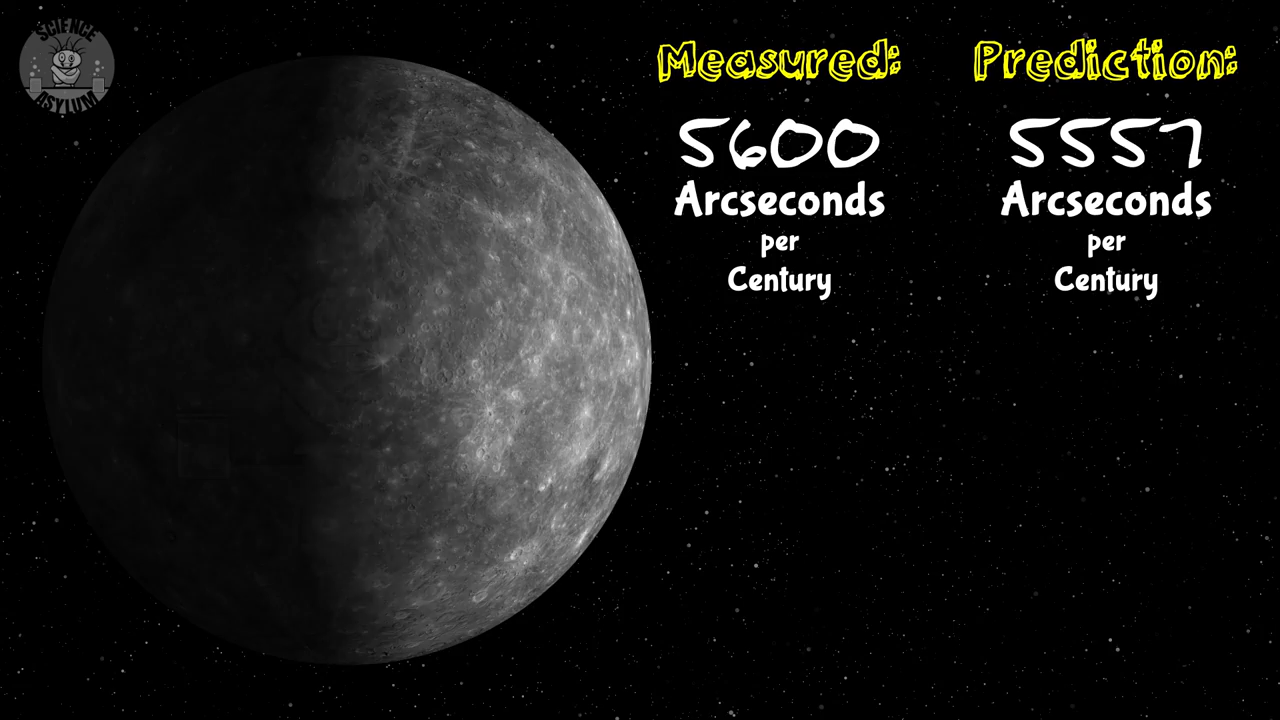 SCIENCE
ASYLUM
Measured:
5600
Arcseconds
per
Century
Prediction:
5557
Arcseconds
per
Century